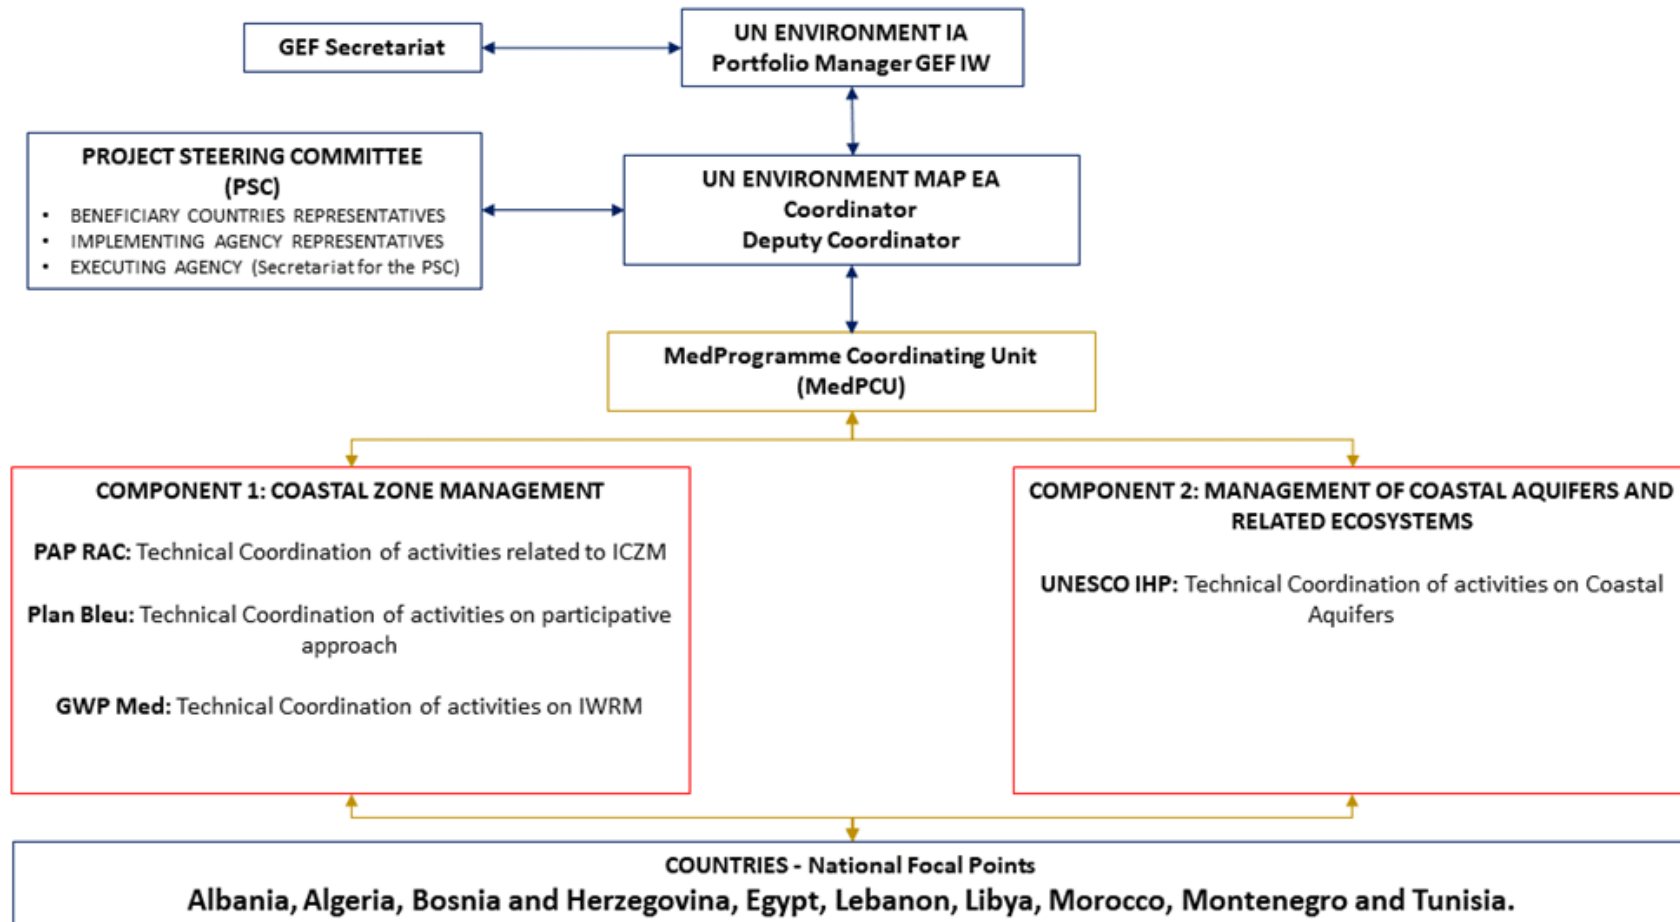 GEF Secretariat
UN ENVIRONMENT IA
Portfolio Manager GEF IW
PROJECT STEERING COMMITTEE
(PSC)
• BENEFICIARY COUNTRIES REPRESENTATIVES
• IMPLEMENTING AGENCY REPRESENTATIVES
• EXECUTING AGENCY (Secretariat for the PSC)
UN ENVIRONMENT MAP EA
Coordinator
Deputy Coordinator
MedProgramme Coordinating Unit
(MedPCU)
COMPONENT 1: COASTAL ZONE MANAGEMENT
PAP RAC: Technical Coordination of activities related to ICZM
Plan Bleu: Technical Coordination of activities on participative
approach
GWP Med: Technical Coordination of activities on IWRM
COMPONENT 2: MANAGEMENT OF COASTAL AQUIFERS AND
RELATED ECOSYSTEMS
UNESCO IHP: Technical Coordination of activities on Coastal
Aquifers
COUNTRIES - National Focal Points
Albania, Algeria, Bosnia and Herzegovina, Egypt, Lebanon, Libya, Morocco, Montenegro and Tunisia.